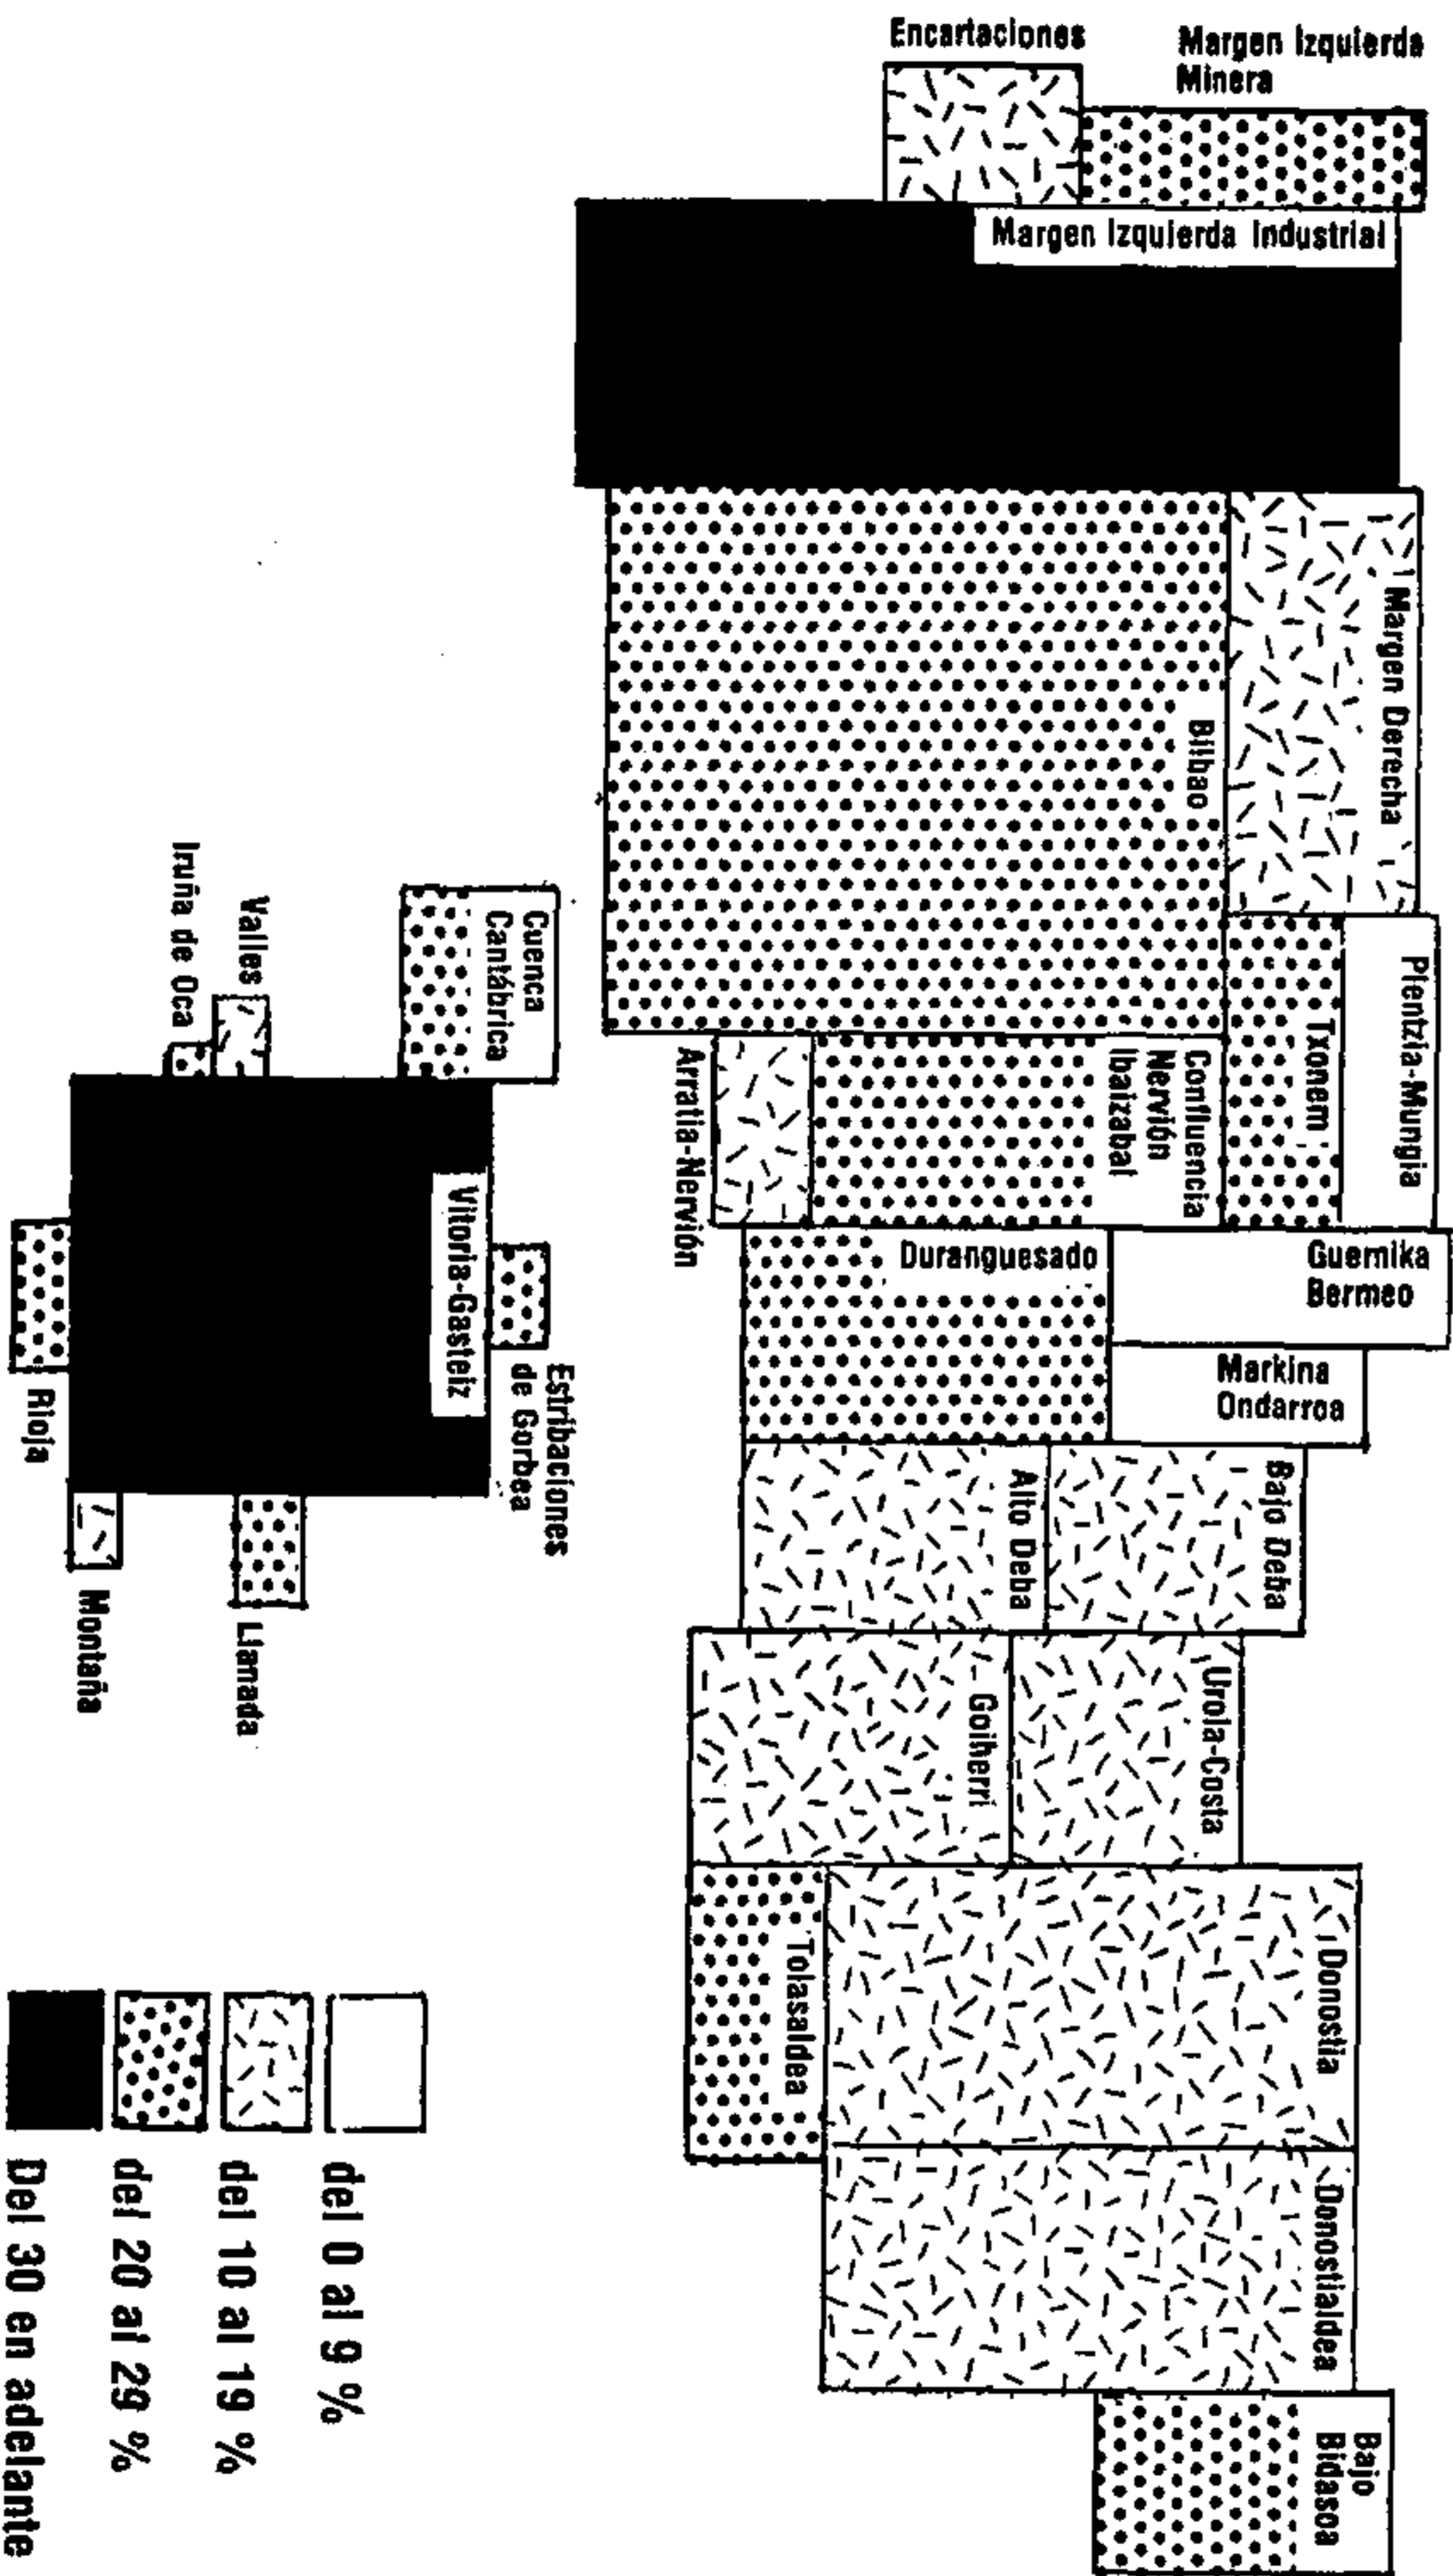 Encartaciones
Margen Izquierda
Minera
Margen Izquierda Industrial
Margen Derecha
Bilbao
Plentzia-Mungia
Txonem
Confluencia
Nervión
Ibaizabal
Arratia-Nervión
Guernika
Bermeo
Duranguesado
Markina
Ondarroa
Bajo Deba
Alto Deba
Urola-Costa
Goiherri
Donostia
Tolasaldea
Donostialdea
Bajo
Bidasoa
Cuenca
Cantábrica
Valles
Iruña de Oca
Vitoria-Gasteiz
Estribaciones
de Gorbea
Rioja
Montaña
Llanada
del 0 al 9 %
del 10 al 19 %
del 20 al 29 %
Del 30 en adelante